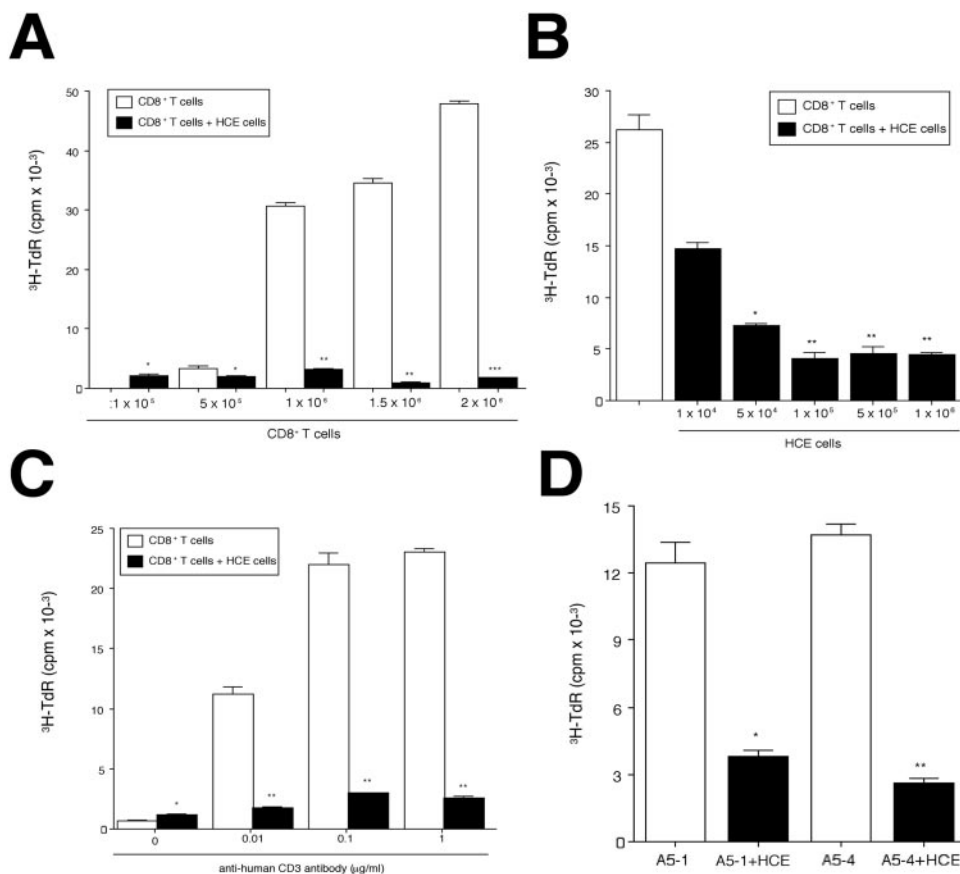 A
CD8⁺ T cells
CD8⁺ T cells + HCE cells
³H-TdR (cpm x 10-³)
50
40
30
20
10
0
*
*
**
**
***
:1 x 10⁵
5 x 10⁵
1 x 10⁶
1.5 x 10⁶
2 x 10⁶
CD8⁺ T cells
B
CD8⁺ T cells
CD8⁺ T cells + HCE cells
³H-TdR (cpm x 10-³)
30
25
20
15
10
5
0
*
**
**
**
1 x 10⁴
5 x 10⁴
1 x 10⁵
5 x 10⁵
1 x 10⁶
HCE cells
C
CD8⁺ T cells
CD8⁺ T cells + HCE cells
³H-TdR (cpm x 10-³)
25
20
15
10
5
0
*
**
**
**
0
0.01
0.1
1
anti-human CD3 antibody (μg/ml)
D
³H-TdR (cpm x 10-³)
15
12
9
6
3
0
*
**
A5-1
A5-1+HCE
A5-4
A5-4+HCE